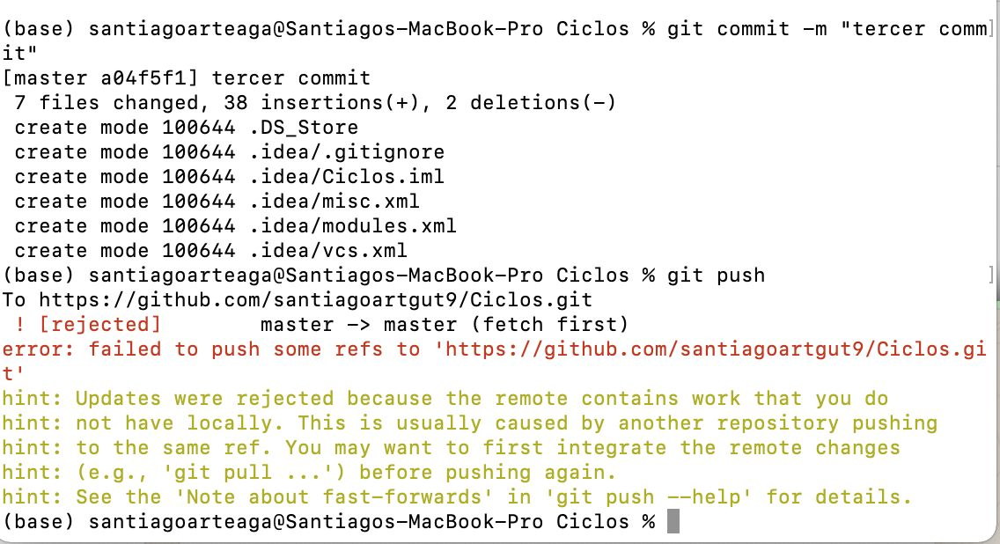 (base) santiagoarteaga@Santiagos-MacBook-Pro Ciclos % git commit -m "tercer comm]
it"
[master a04f5f1] tercer commit
 7 files changed, 38 insertions(+), 2 deletions(-)
 create mode 100644 .DS_Store
 create mode 100644 .idea/.gitignore
 create mode 100644 .idea/Ciclos.iml
 create mode 100644 .idea/misc.xml
 create mode 100644 .idea/modules.xml
 create mode 100644 .idea/vcs.xml
(base) santiagoarteaga@Santiagos-MacBook-Pro Ciclos % git push ]
To https://github.com/santiagoartgut9/Ciclos.git
 ! [rejected]        master -> master (fetch first)
error: failed to push some refs to 'https://github.com/santiagoartgut9/Ciclos.gi
t'
hint: Updates were rejected because the remote contains work that you do
hint: not have locally. This is usually caused by another repository pushing
hint: to the same ref. You may want to first integrate the remote changes
hint: (e.g., 'git pull ...') before pushing again.
hint: See the 'Note about fast-forwards' in 'git push --help' for details.
(base) santiagoarteaga@Santiagos-MacBook-Pro Ciclos %